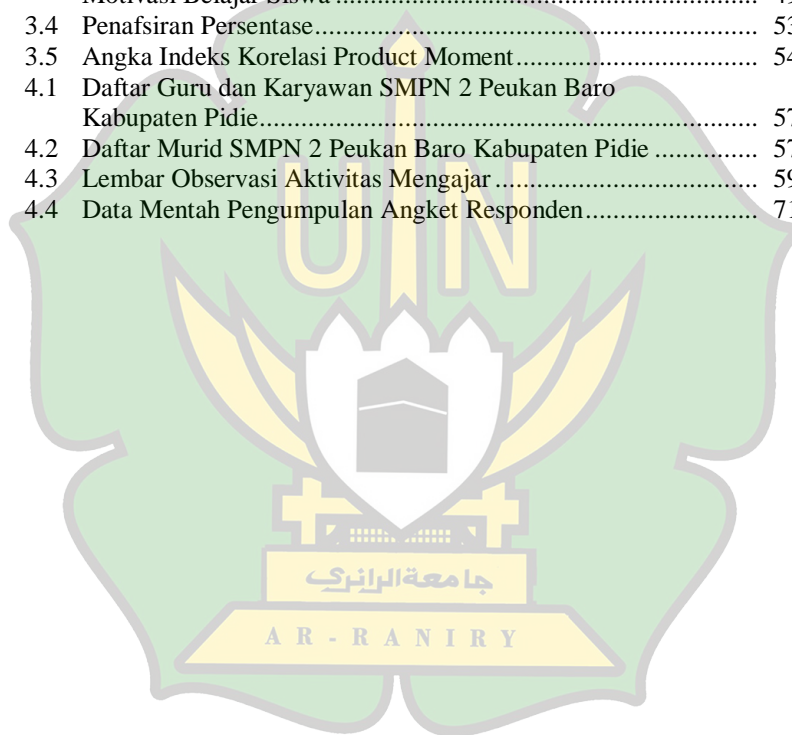 Motivasi Belajar Siswa ........................................................................... 49
3.4 Penafsiran Persentase............................................................................ 53
3.5 Angka Indeks Korelasi Product Moment............................................. 54
4.1 Daftar Guru dan Karyawan SMPN 2 Peukan Baro
Kabupaten Pidie.................................................................................... 57
4.2 Daftar Murid SMPN 2 Peukan Baro Kabupaten Pidie .............. 57
4.3 Lembar Observasi Aktivitas Mengajar ................................................ 59
4.4 Data Mentah Pengumpulan Angket Responden............................. 71
UIN
جامعة الرانري
AR-RANIRY